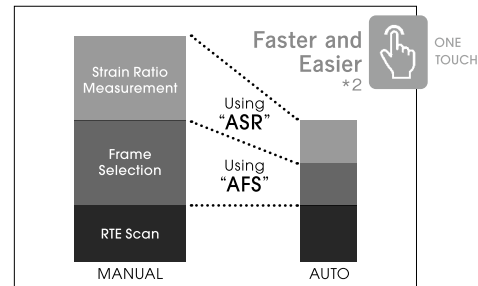 Faster and
Easier
*2
ONE
TOUCH
Strain Ratio
Measurement
Using
“ASR”
Frame
Selection
Using
“AFS”
RTE Scan
MANUAL
AUTO